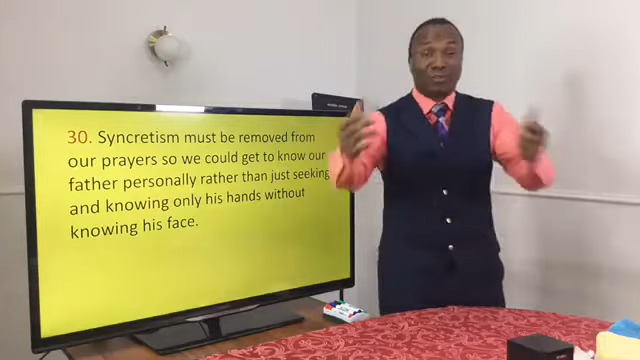 30. Syncretism must be removed from
our prayers so we could get to know our
father personally rather than just seeking
and knowing only his hands without
knowing his face.